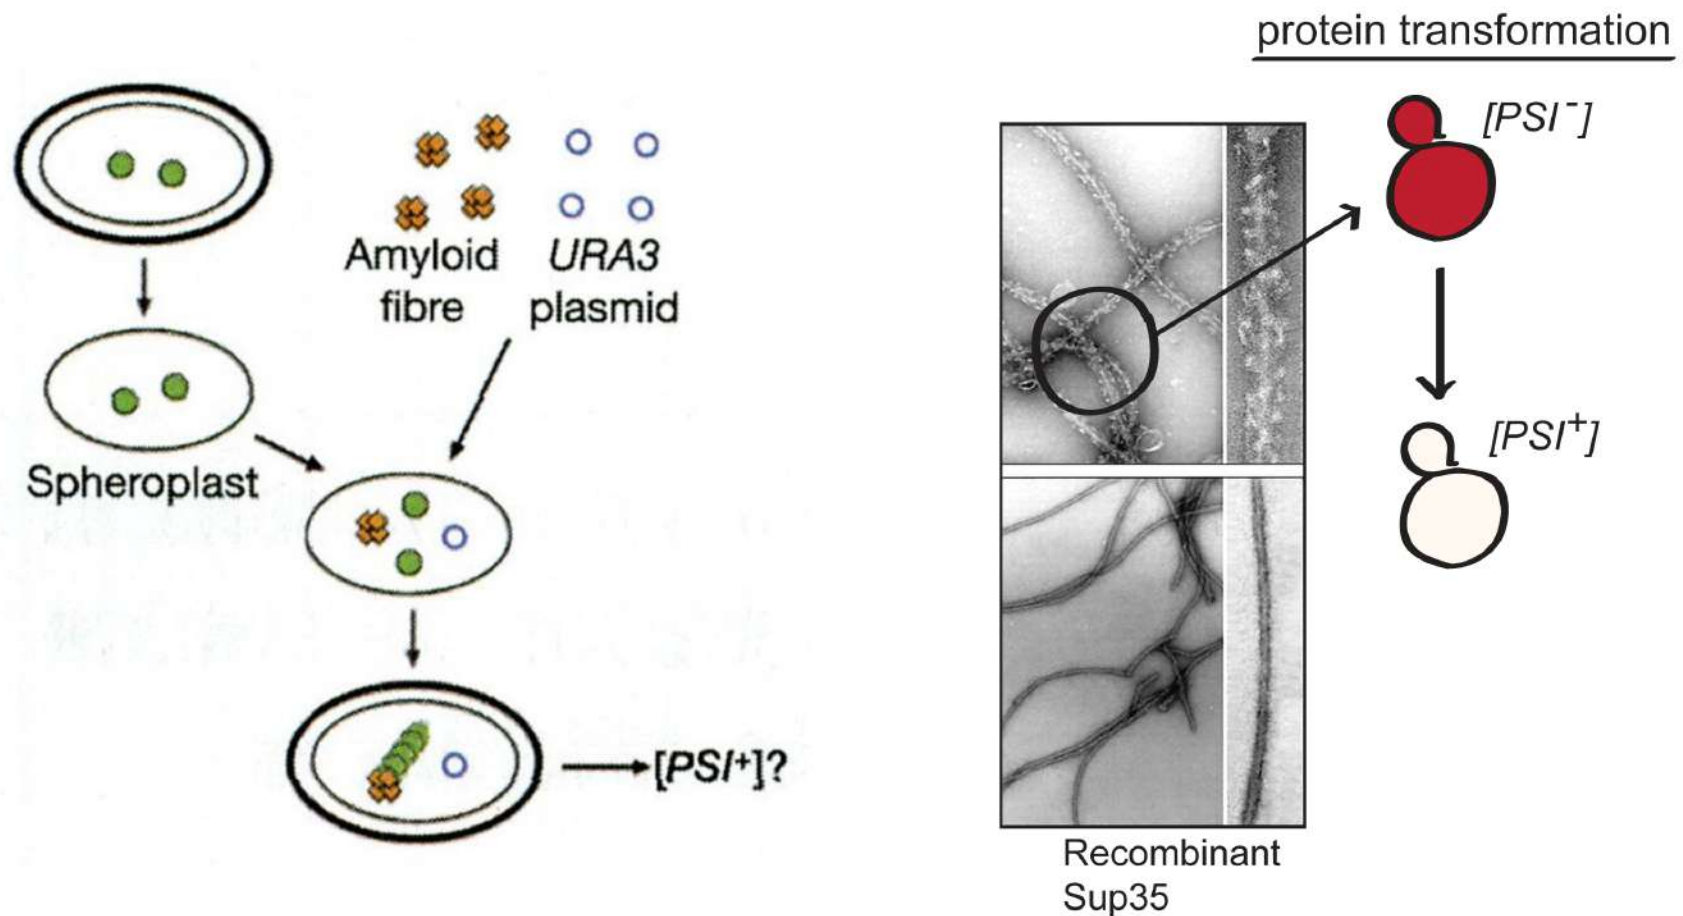 protein transformation
[PSI-]
Amyloid
fibre
URA3
plasmid
Spheroplast
[PSI+]
[PSI+]?
Recombinant
Sup35